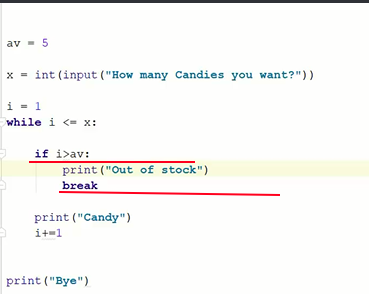 av = 5
x = int(input("How many Candies you want?"))
i = 1
while i <= x:
    if i>av:
        print("Out of stock")
        break
    print("Candy")
    i+=1
print("Bye")